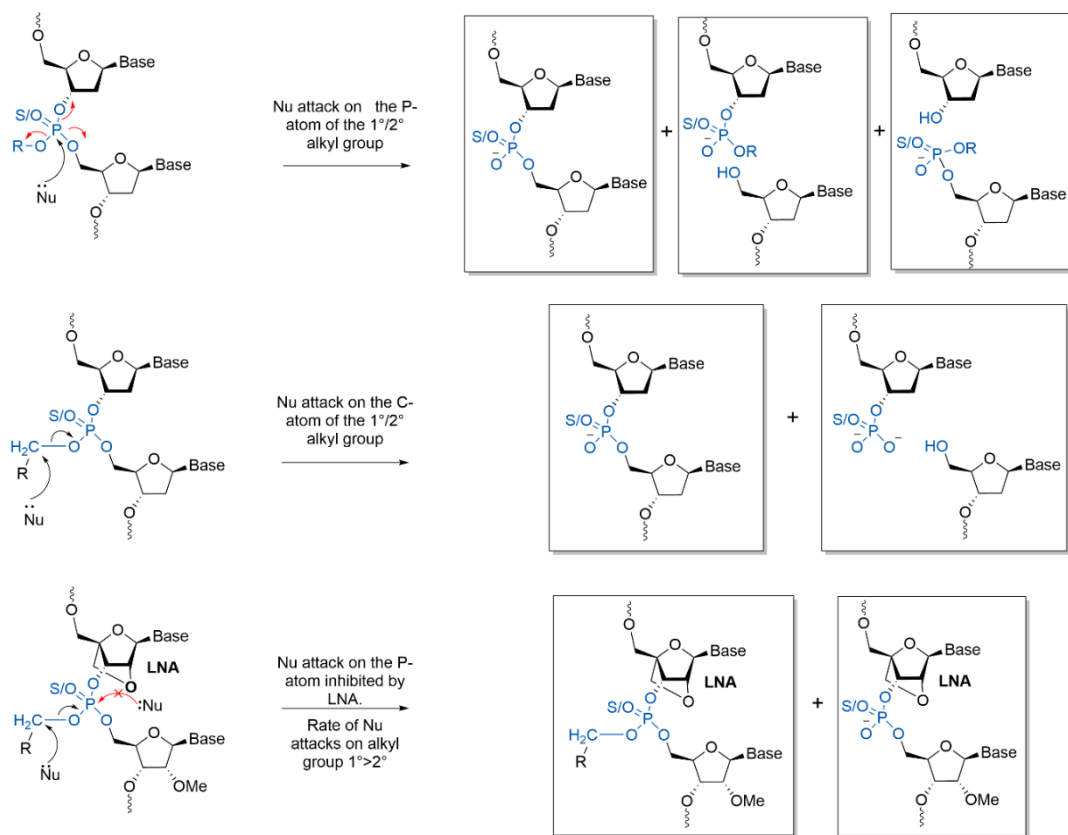 O
O
Base
O
S/O
P
R–O
O
O
Base
Nu
O
Nu attack on the P-
atom of the 1°/2°
alkyl group
O
O
Base
O
S/O
P
−
O
O
O
Base
O
+
O
O
Base
O
S/O
P
−
O
OR
HO
O
Base
O
+
O
O
Base
HO
S/O
P
OR
−
O
O
O
Base
O
O
O
Base
O
S/O
P
H₂C
O
O
R
O
Base
Nu
O
Nu attack on the C-
atom of the 1°/2°
alkyl group
O
O
Base
O
S/O
P
−
O
O
O
Base
O
+
O
O
Base
O
S/O
P
−
O
O
−
HO
O
Base
O
O
O
Base
LNA
O
O
S/O
P
:Nu
H₂C
O
O
R
O
Base
Nu
O
OMe
Nu attack on the P-
atom inhibited by
LNA.
Rate of Nu
attacks on alkyl
group 1°>2°
O
O
Base
LNA
O
O
S/O
P
H₂C
O
O
R
O
Base
O
OMe
+
O
O
Base
LNA
O
O
S/O
P
−
O
O
O
Base
O
OMe